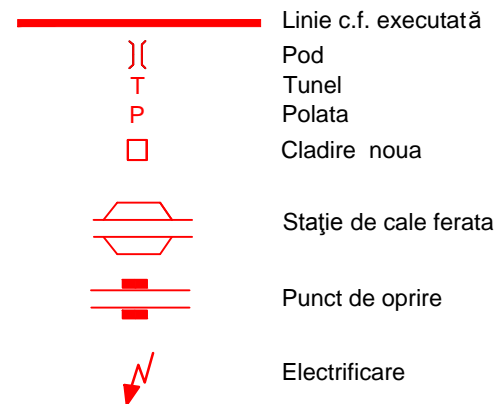 Linie c.f. executată
Pod
T Tunel
P Polata
Cladire noua
Staţie de cale ferata
Punct de oprire
Electrificare